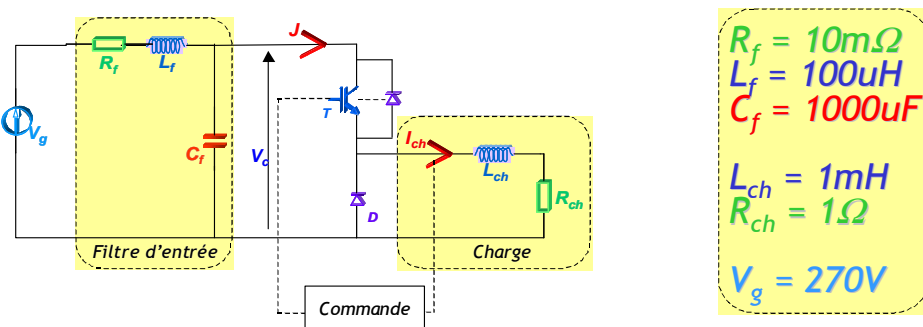 J
R_f
L_f
T
V_g
I_ch
C_f
V_c
L_ch
D
R_ch
Filtre d'entrée
Charge
Commande
R_f = 10mΩ
L_f = 100uH
C_f = 1000uF
L_ch = 1mH
R_ch = 1Ω
V_g = 270V